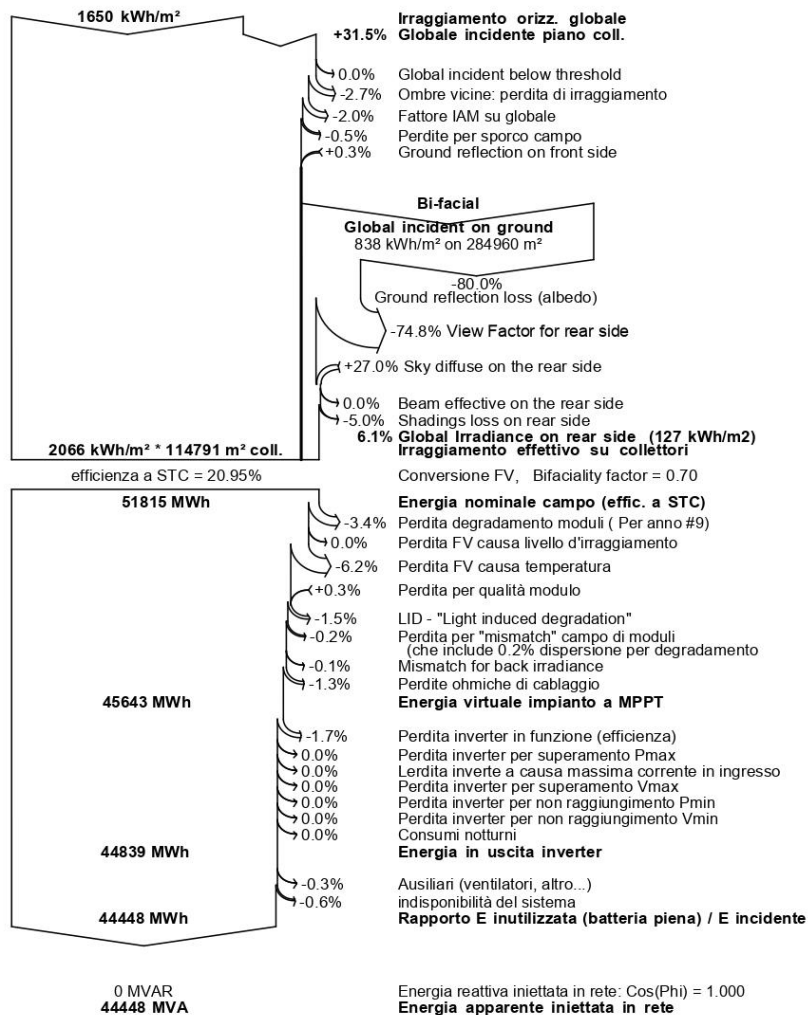 1650 kWh/m² Irraggiamento orizz. globale
+31.5% Globale incidente piano coll.
0.0% Global incident below threshold
-2.7% Ombre vicine: perdita di irraggiamento
-2.0% Fattore IAM su globale
-0.5% Perdite per sporco campo
+0.3% Ground reflection on front side
Bi-facial
Global incident on ground
838 kWh/m² on 284960 m²
-80.0%
Ground reflection loss (albedo)
-74.8% View Factor for rear side
+27.0% Sky diffuse on the rear side
0.0% Beam effective on the rear side
-5.0% Shadings loss on rear side
6.1% Global Irradiance on rear side (127 kWh/m2)
2066 kWh/m² * 114791 m² coll. Irraggiamento effettivo su collettori
efficienza a STC = 20.95% Conversione FV, Bifaciality factor = 0.70
51815 MWh Energia nominale campo (effic. a STC)
-3.4% Perdita degradamento moduli ( Per anno #9)
0.0% Perdita FV causa livello d'irraggiamento
-6.2% Perdita FV causa temperatura
+0.3% Perdita per qualità modulo
-1.5% LID - "Light induced degradation"
-0.2% Perdita per "mismatch" campo di moduli
(che include 0.2% dispersione per degradamento
-0.1% Mismatch for back irradiance
-1.3% Perdite ohmiche di cablaggio
45643 MWh Energia virtuale impianto a MPPT
-1.7% Perdita inverter in funzione (efficienza)
0.0% Perdita inverter per superamento Pmax
0.0% Lerdita inverte a causa massima corrente in ingresso
0.0% Perdita inverter per superamento Vmax
0.0% Perdita inverter per non raggiungimento Pmin
0.0% Perdita inverter per non raggiungimento Vmin
0.0% Consumi notturni
44839 MWh Energia in uscita inverter
-0.3% Ausiliari (ventilatori, altro...)
-0.6% indisponibilità del sistema
44448 MWh Rapporto E inutilizzata (batteria piena) / E incidente
0 MVAR Energia reattiva iniettata in rete: Cos(Phi) = 1.000
44448 MVA Energia apparente iniettata in rete